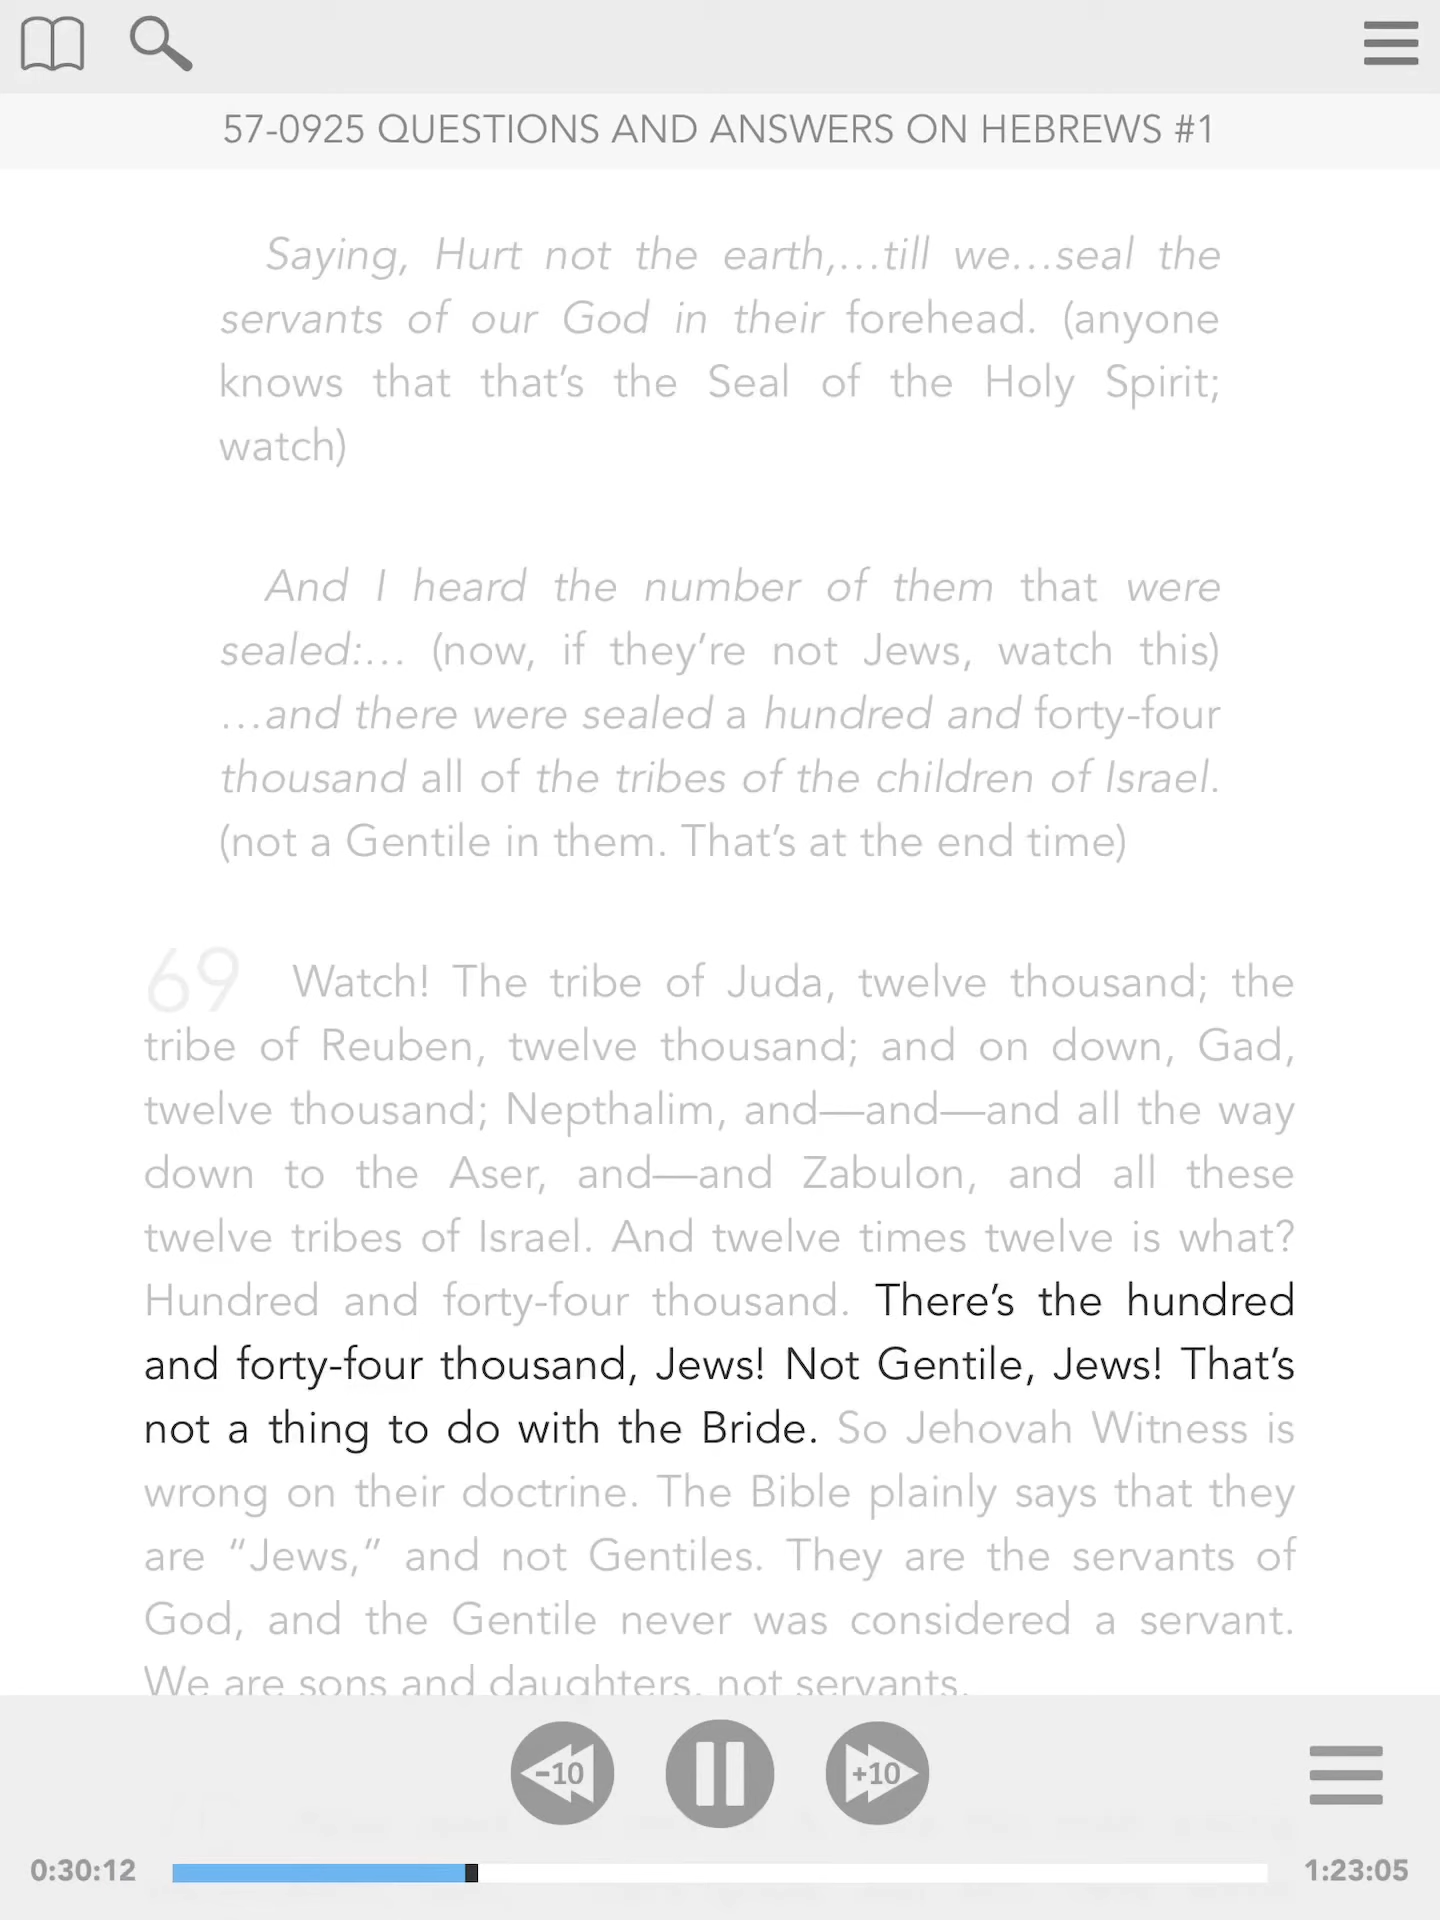 57-0925 QUESTIONS AND ANSWERS ON HEBREWS #1
Saying, Hurt not the earth,…till we…seal the
servants of our God in their forehead. (anyone
knows that that’s the Seal of the Holy Spirit;
watch)
And I heard the number of them that were
sealed:… (now, if they’re not Jews, watch this)
…and there were sealed a hundred and forty-four
thousand all of the tribes of the children of Israel.
(not a Gentile in them. That’s at the end time)
69 Watch! The tribe of Juda, twelve thousand; the
tribe of Reuben, twelve thousand; and on down, Gad,
twelve thousand; Nepthalim, and—and—and all the way
down to the Aser, and—and Zabulon, and all these
twelve tribes of Israel. And twelve times twelve is what?
Hundred and forty-four thousand. There’s the hundred
and forty-four thousand, Jews! Not Gentile, Jews! That’s
not a thing to do with the Bride. So Jehovah Witness is
wrong on their doctrine. The Bible plainly says that they
are “Jews,” and not Gentiles. They are the servants of
God, and the Gentile never was considered a servant.
We are sons and daughters, not servants.
-10 +10
0:30:12 1:23:05